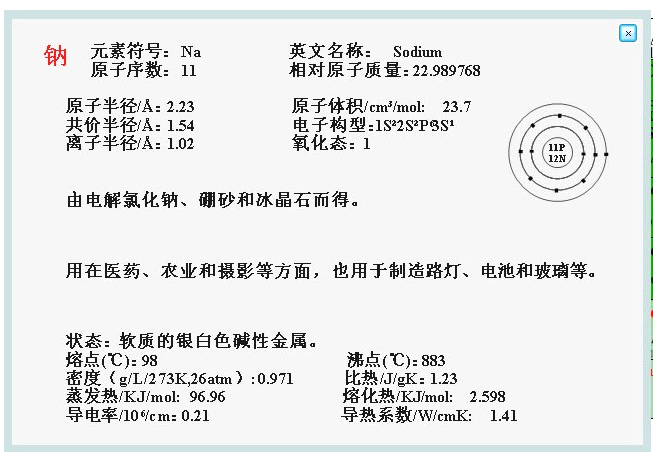 钠 元素符号: Na 英文名称: Sodium
原子序数: 11 相对原子质量: 22.989768
原子半径/Å: 2.23 原子体积/cm³/mol: 23.7
共价半径/Å: 1.54 电子构型:1S²2S²P⁶3S¹
离子半径/Å: 1.02 氧化态: 1
11P
12N
由电解氯化钠、硼砂和冰晶石而得。
用在医药、农业和摄影等方面，也用于制造路灯、电池和玻璃等。
状态: 软质的银白色碱性金属。
熔点(℃): 98 沸点(℃): 883
密度（g/L/273K,26atm）: 0.971 比热/J/gK: 1.23
蒸发热/KJ/mol: 96.96 熔化热/KJ/mol: 2.598
导电率/10⁶/cm: 0.21 导热系数/W/cmK: 1.41